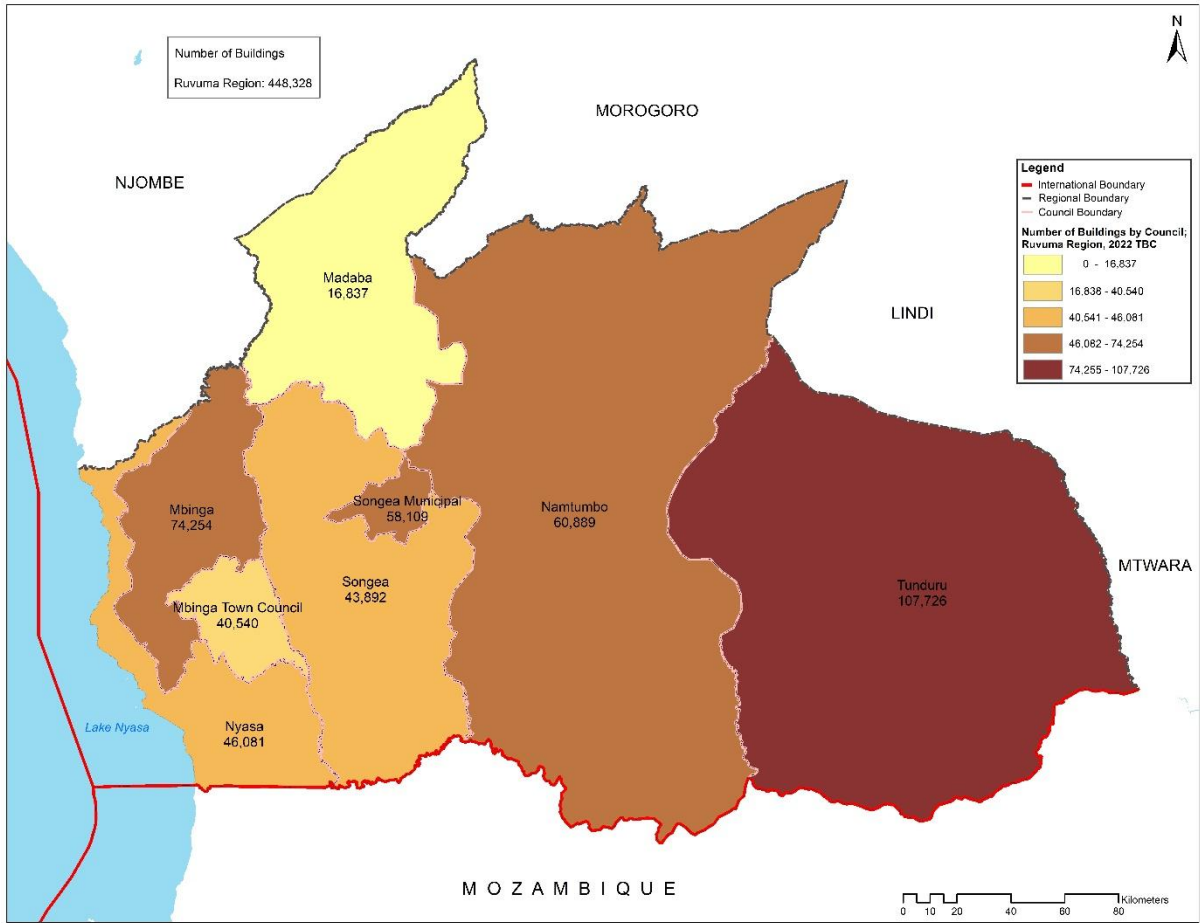 Number of Buildings
Ruvuma Region: 448,328
N
MOROGORO
NJOMBE
Legend
International Boundary
Regional Boundary
Council Boundary
Number of Buildings by Council;
Ruvuma Region, 2022 TBC
0 - 16,837
16,838 - 40,540
40,541 - 46,081
46,082 - 74,254
74,255 - 107,726
Madaba
16,837
LINDI
Mbinga
74,254
Songea Municipal
58,109
Namtumbo
60,889
MTWARA
Tunduru
107,726
Songea
43,892
Mbinga Town Council
40,540
Lake Nyasa
Nyasa
46,081
MOZAMBIQUE
Kilometers
0 10 20 40 60 80